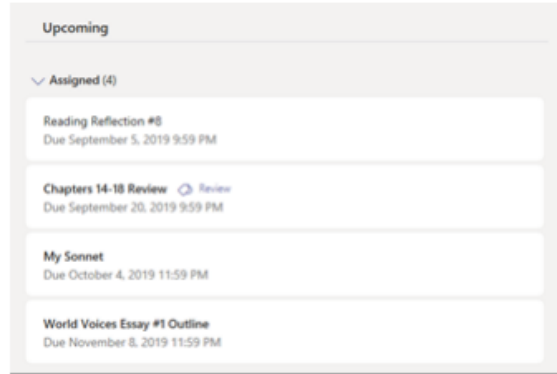 Upcoming
Assigned (4)
Reading Reflection #8
Due September 5, 2019 9:59 PM
Chapters 14-18 Review Review
Due September 20, 2019 9:59 PM
My Sonnet
Due October 4, 2019 11:59 PM
World Voices Essay #1 Outline
Due November 8, 2019 11:59 PM